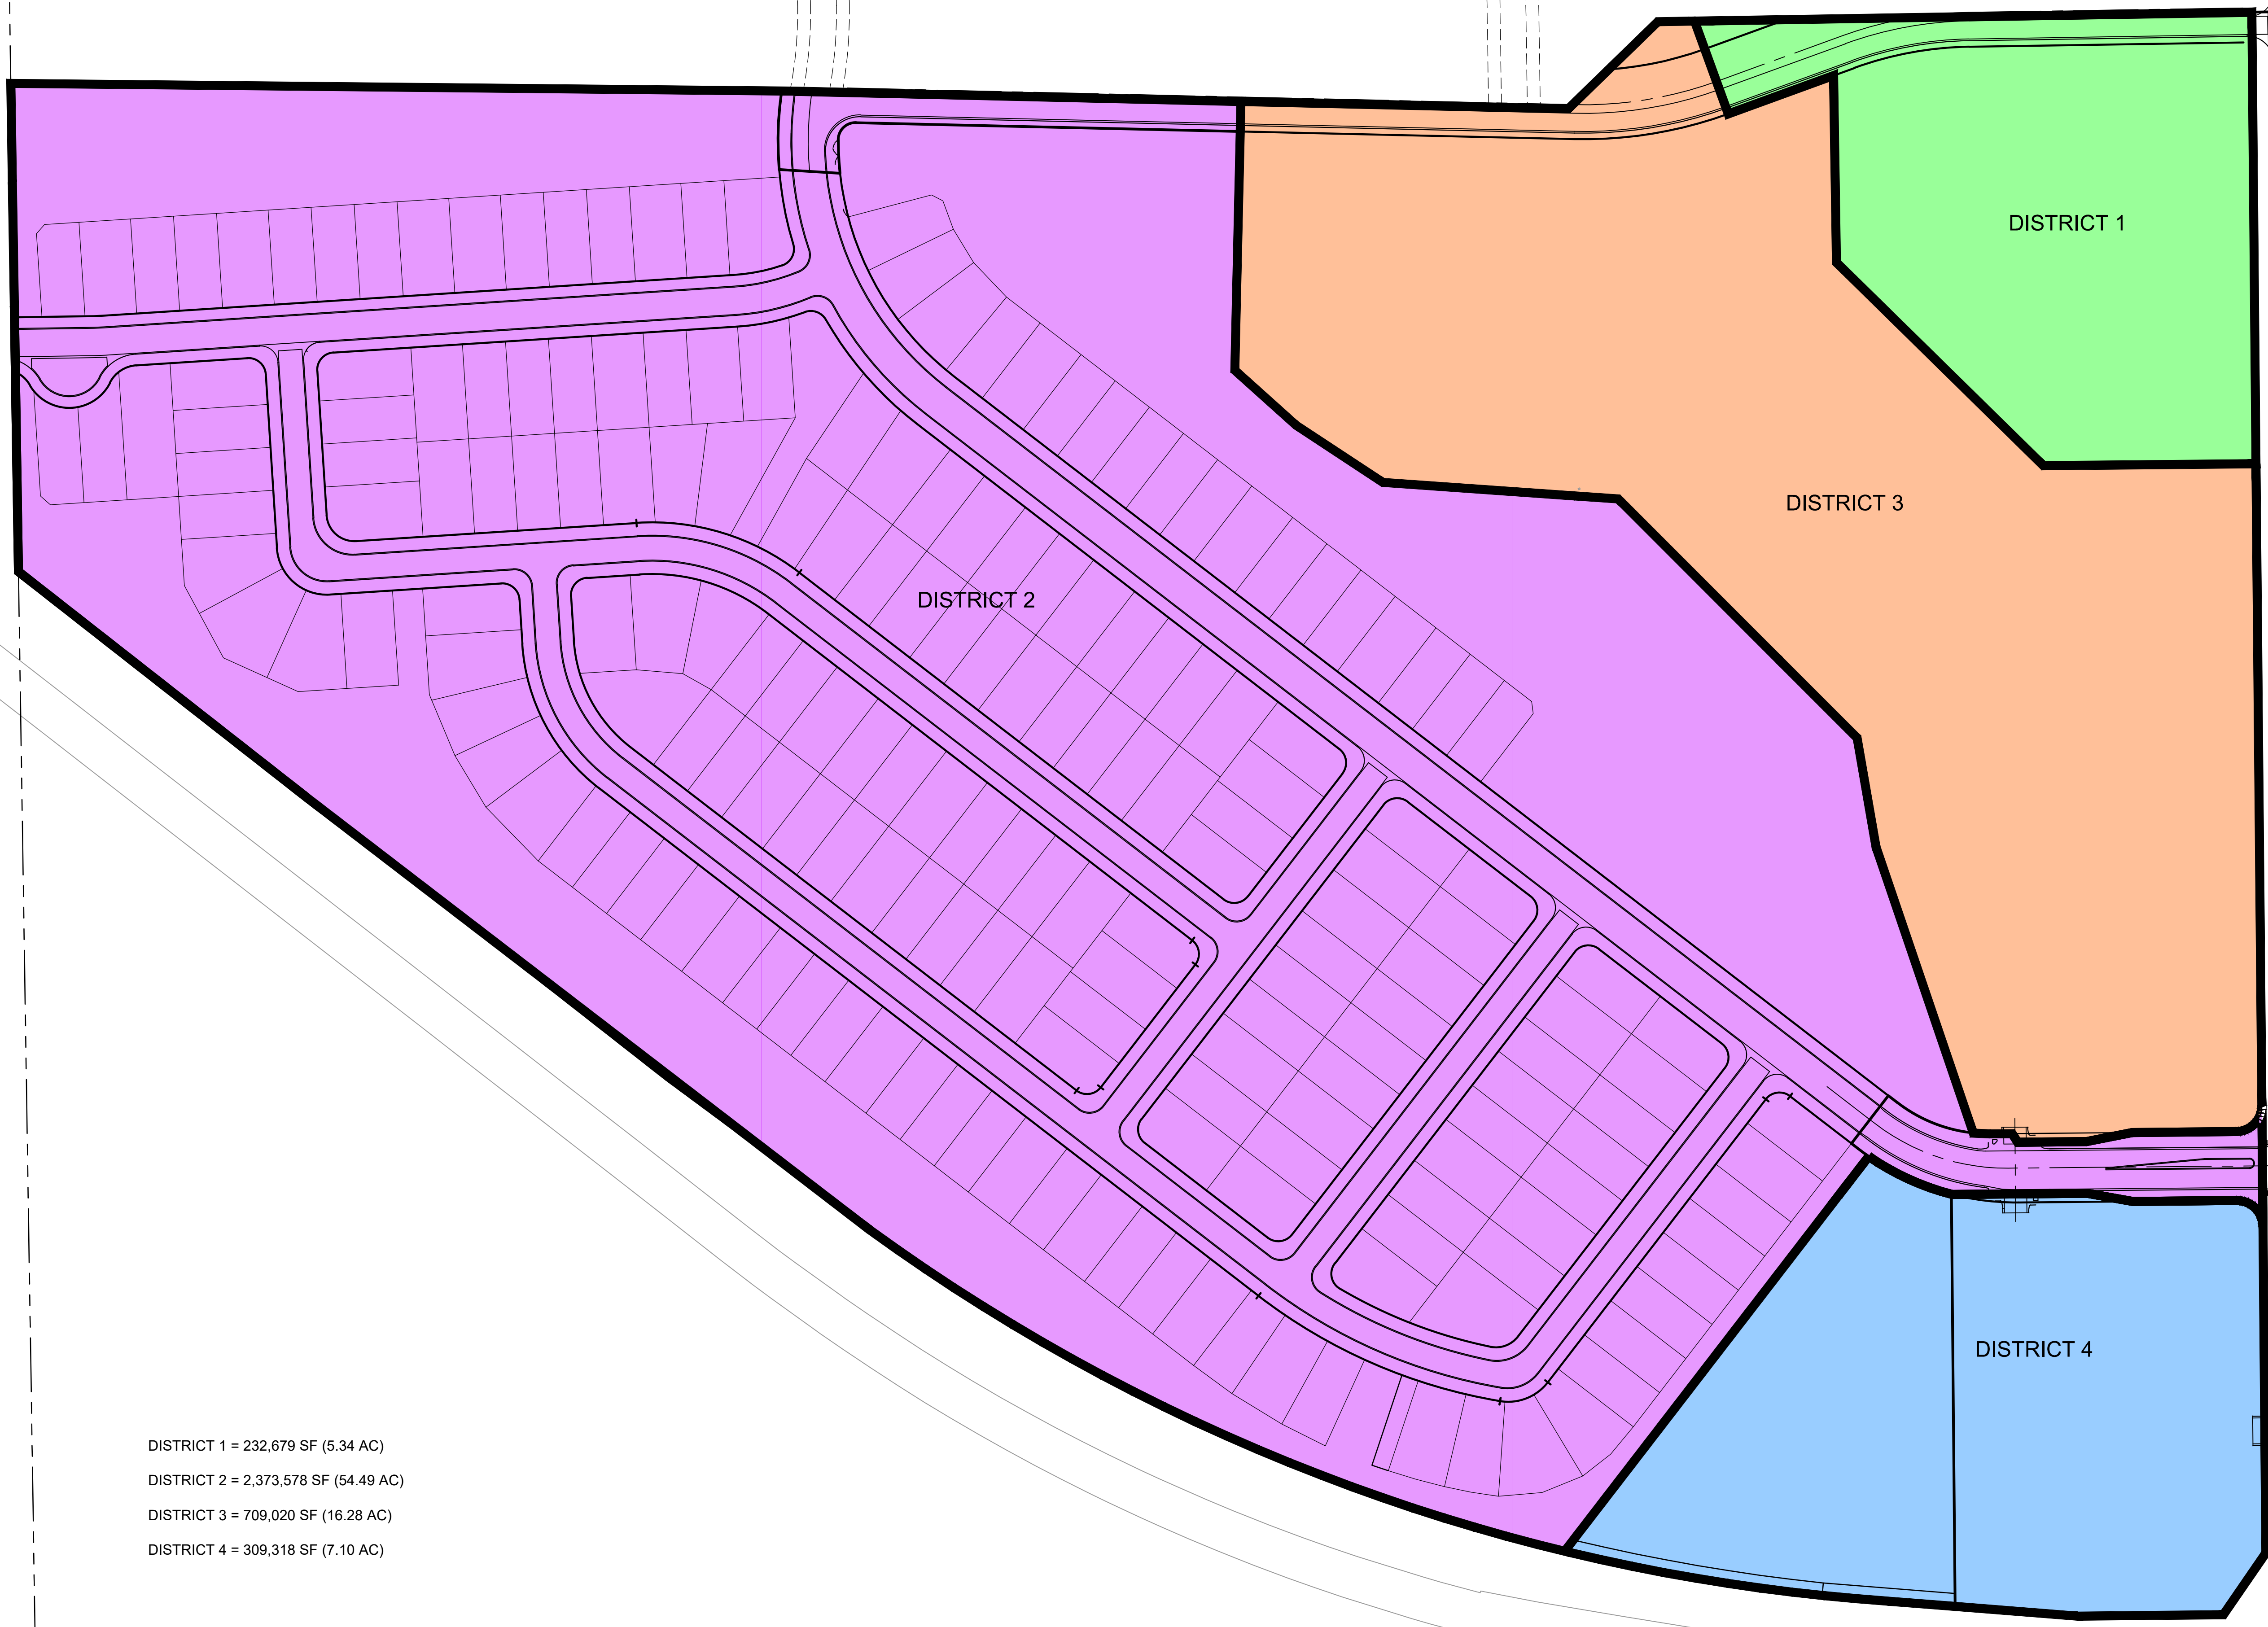 DISTRICT 1
DISTRICT 3
DISTRICT 2
DISTRICT 4
DISTRICT 1 = 232,679 SF (5.34 AC)
DISTRICT 2 = 2,373,578 SF (54.49 AC)
DISTRICT 3 = 709,020 SF (16.28 AC)
DISTRICT 4 = 309,318 SF (7.10 AC)